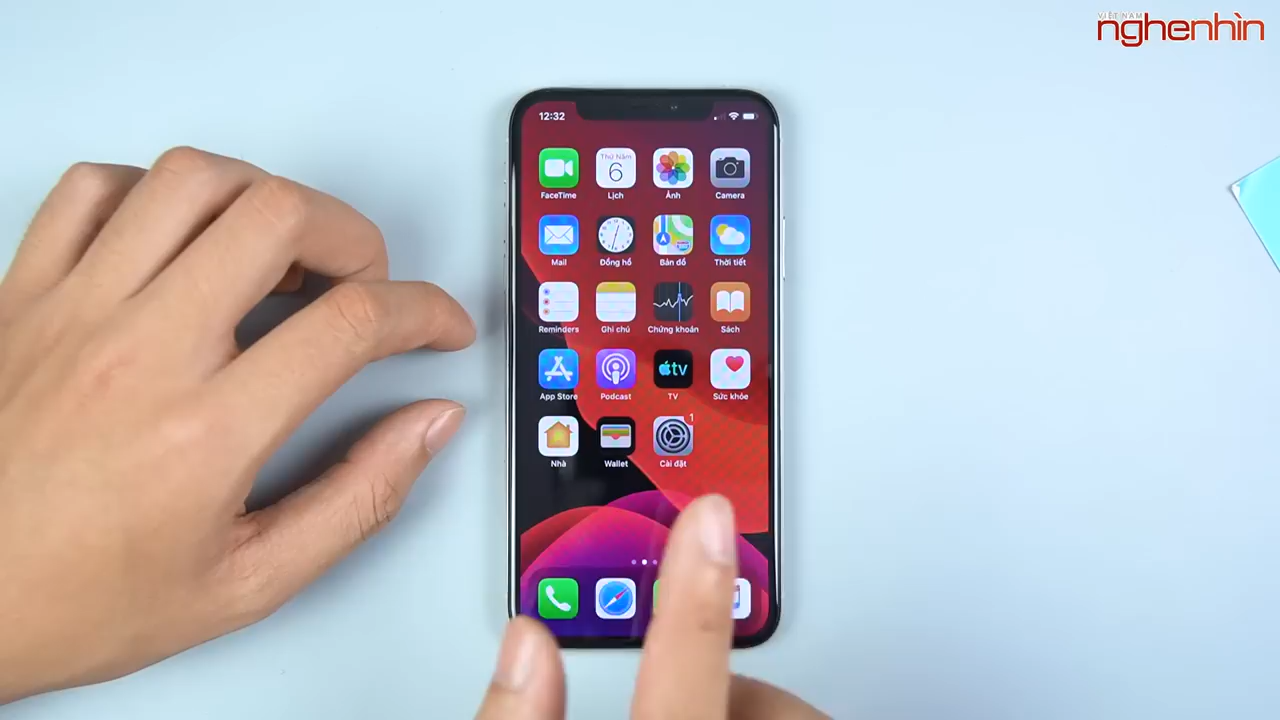 VIỆT NAM
nghenhìn
12:32
Thứ Năm
6
FaceTime
Lịch
Ảnh
Camera
Mail
Đồng hồ
Bản đồ
Thời tiết
Reminders
Ghi chú
Chứng khoán
Sách
tv
App Store
Podcast
TV
Sức khỏe
1
Nhà
Wallet
Cài đặt